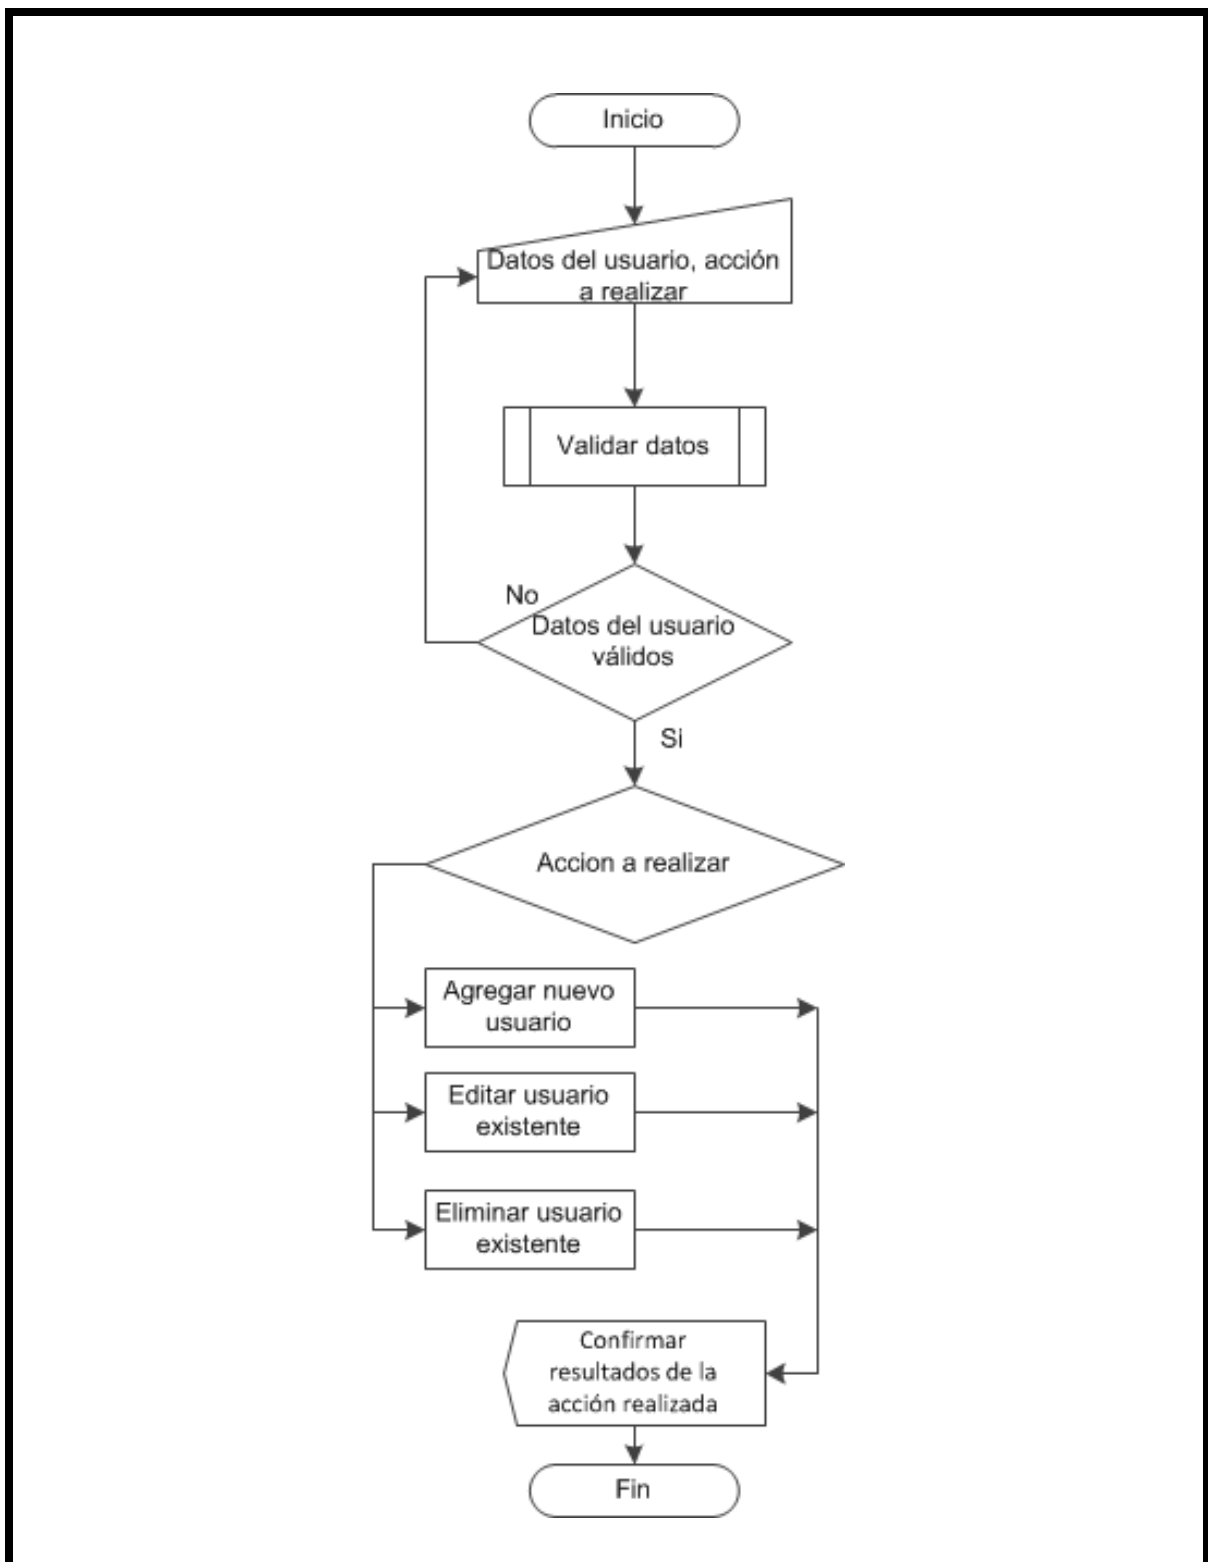 Inicio
Datos del usuario, acción
a realizar
Validar datos
No
Datos del usuario
válidos
Si
Accion a realizar
Agregar nuevo
usuario
Editar usuario
existente
Eliminar usuario
existente
Confirmar
resultados de la
acción realizada
Fin